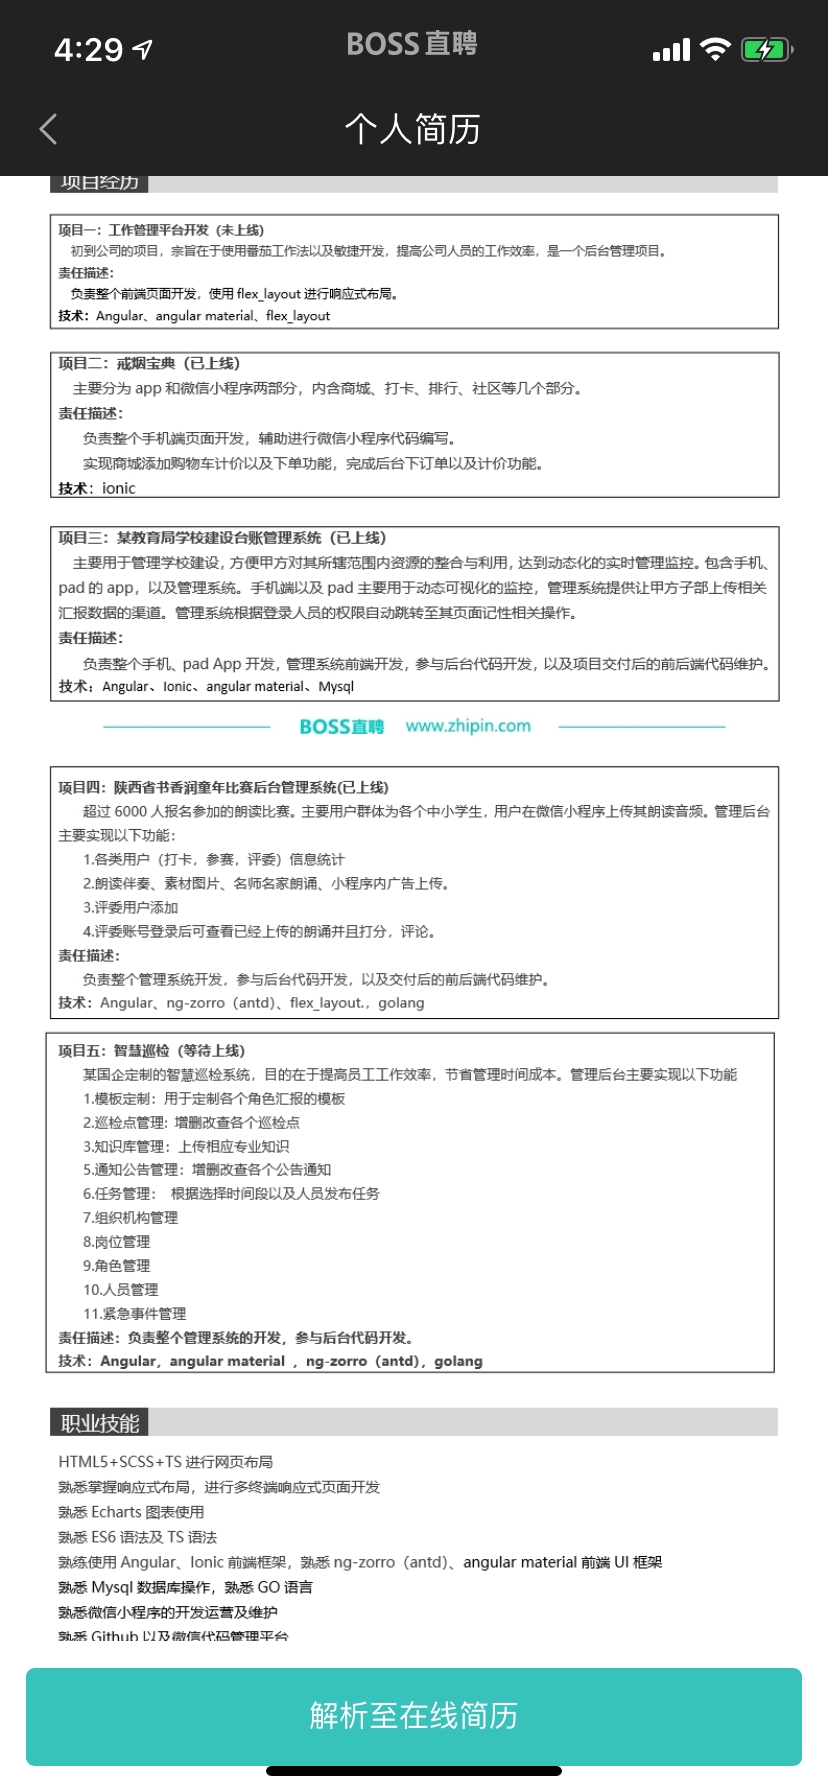 4:29
BOSS直聘
个人简历
项目经历
项目一：工作管理平台开发（未上线）
初到公司的项目，宗旨在于使用番茄工作法以及敏捷开发，提高公司人员的工作效率，是一个后台管理项目。
责任描述：
负责整个前端页面开发，使用 flex_layout 进行响应式布局。
技术：Angular、angular material、flex_layout
项目二：戒烟宝典（已上线）
主要分为 app 和微信小程序两部分，内含商城、打卡、排行、社区等几个部分。
责任描述：
负责整个手机端页面开发，辅助进行微信小程序代码编写。
实现商城添加购物车计价以及下单功能，完成后台下订单以及计价功能。
技术：ionic
项目三：某教育局学校建设台账管理系统（已上线）
主要用于管理学校建设，方便甲方对其所辖范围内资源的整合与利用，达到动态化的实时管理监控。包含手机、
pad 的 app，以及管理系统。手机端以及 pad 主要用于动态可视化的监控，管理系统提供让甲方子部上传相关
汇报数据的渠道。管理系统根据登录人员的权限自动跳转至其页面记性相关操作。
责任描述：
负责整个手机、pad App 开发，管理系统前端开发，参与后台代码开发，以及项目交付后的前后端代码维护。
技术：Angular、Ionic、angular material、Mysql
BOSS直聘 www.zhipin.com
项目四：陕西省书香润童年比赛后台管理系统(已上线)
超过 6000 人报名参加的朗读比赛。主要用户群体为各个中小学生，用户在微信小程序上传其朗读音频。管理后台
主要实现以下功能：
1.各类用户（打卡，参赛，评委）信息统计
2.朗读伴奏、素材图片、名师名家朗诵、小程序内广告上传。
3.评委用户添加
4.评委账号登录后可查看已经上传的朗诵并且打分，评论。
责任描述：
负责整个管理系统开发，参与后台代码开发，以及交付后的前后端代码维护。
技术：Angular、ng-zorro（antd）、flex_layout.，golang
项目五：智慧巡检（等待上线）
某国企定制的智慧巡检系统，目的在于提高员工工作效率，节省管理时间成本。管理后台主要实现以下功能
1.模板定制：用于定制各个角色汇报的模板
2.巡检点管理：增删改查各个巡检点
3.知识库管理：上传相应专业知识
5.通知公告管理：增删改查各个公告通知
6.任务管理： 根据选择时间段以及人员发布任务
7.组织机构管理
8.岗位管理
9.角色管理
10.人员管理
11.紧急事件管理
责任描述：负责整个管理系统的开发，参与后台代码开发。
技术：Angular，angular material ，ng-zorro（antd），golang
职业技能
HTML5+SCSS+TS 进行网页布局
熟悉掌握响应式布局，进行多终端响应式页面开发
熟悉 Echarts 图表使用
熟悉 ES6 语法及 TS 语法
熟练使用 Angular、Ionic 前端框架，熟悉 ng-zorro（antd）、angular material 前端 UI 框架
熟悉 Mysql 数据库操作，熟悉 GO 语言
熟悉微信小程序的开发运营及维护
熟悉 Github 以及微信代码管理平台
解析至在线简历